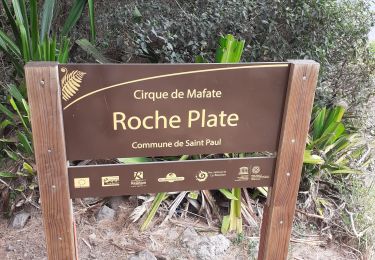 Cirque de Mafate
Roche Plate
Commune de Saint Paul